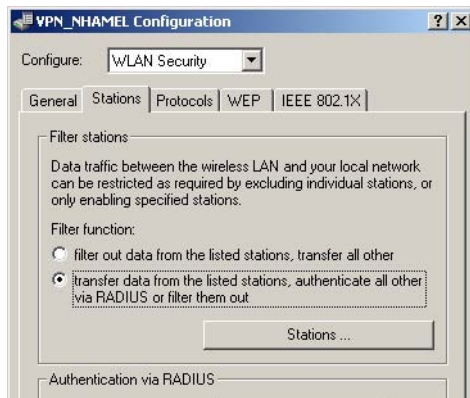 VPN_NHAMEL Configuration
Configure: WLAN Security
General Stations Protocols WEP IEEE 802.1X
Filter stations
Data traffic between the wireless LAN and your local network
can be restricted as required by excluding individual stations, or
only enabling specified stations.
Filter function:
filter out data from the listed stations, transfer all other
transfer data from the listed stations, authenticate all other
via RADIUS or filter them out
Stations ...
Authentication via RADIUS